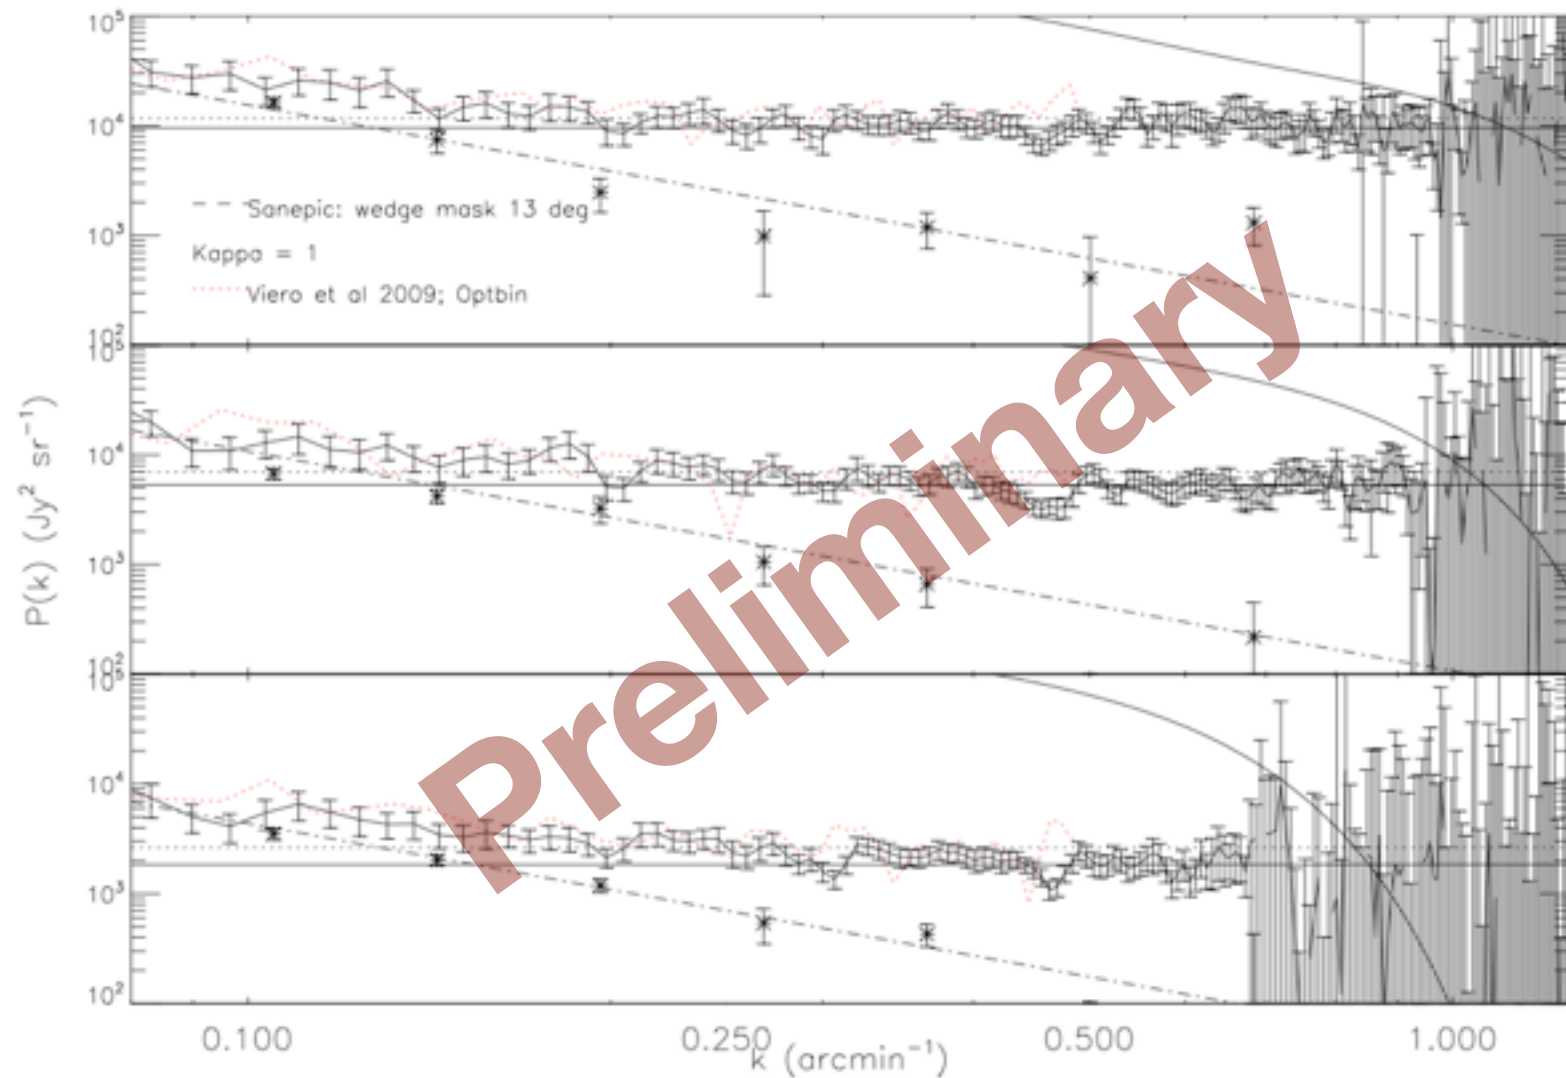 10⁵
10⁴
10³
10²
Sanepic: wedge mask 13 deg
Kappa = 1
Viero et al 2009; Optbin
10⁵
10⁴
10³
10²
10⁵
10⁴
10³
10²
P(k) (Jy² sr⁻¹)
Preliminary
0.100 0.250 0.500 1.000
k (arcmin⁻¹)